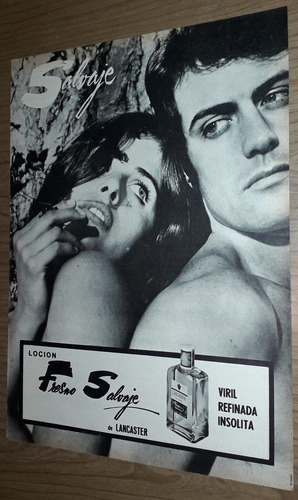 Salvaje
LOCION
Fresno Salvaje
de LANCASTER
VIRIL
REFINADA
INSOLITA